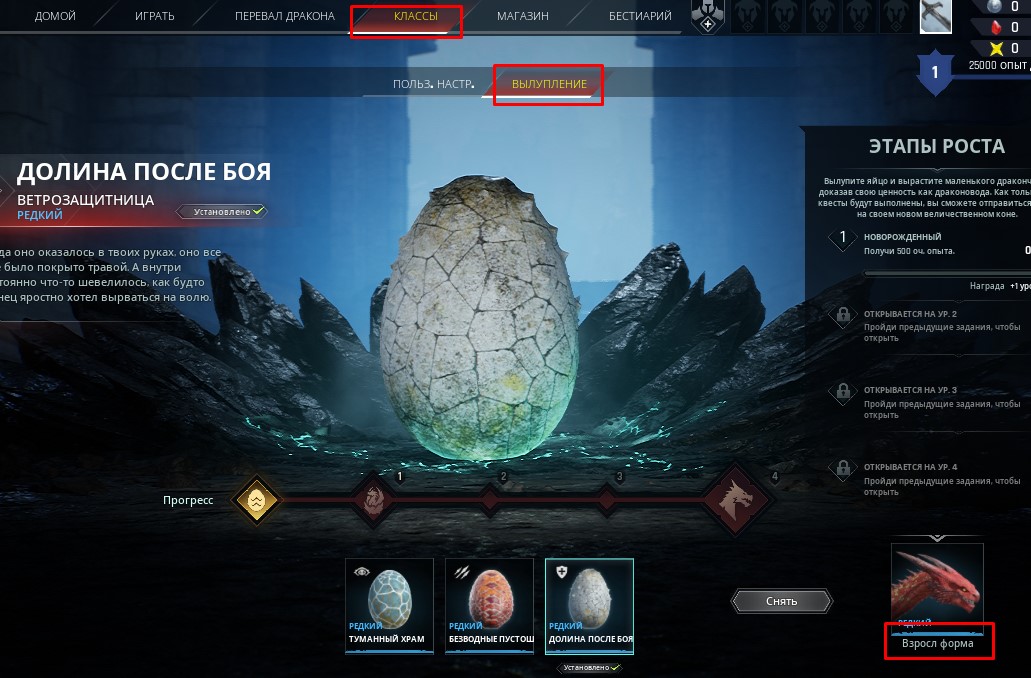 ДОМОЙ
ИГРАТЬ
ПЕРЕВАЛ ДРАКОНА
КЛАССЫ
МАГАЗИН
БЕСТИАРИЙ
0
0
0
1
25000 ОПЫТ
ПОЛЬЗ. НАСТР.
ВЫЛУПЛЕНИЕ
ДОЛИНА ПОСЛЕ БОЯ
ВЕТРОЗАЩИТНИЦА
РЕДКИЙ
Установлено
да оно оказалось в твоих руках. оно все
было покрыто травой. А внутри
тоянно что-то шевелилось. как будто
нец яростно хотел вырваться на волю.
ЭТАПЫ РОСТА
Вылупите яйцо и вырастите маленького дракончи
доказав свою ценность как драковода. Как тольк
квесты будут выполнены, вы сможете отправиться
на своем новом величественном коне.
1
НОВОРОЖДЕННЫЙ
Получи 500 оч. опыта.
0
Награда +1 уро
ОТКРЫВАЕТСЯ НА УР. 2
Пройди предыдущие задания, чтобы
открыть
ОТКРЫВАЕТСЯ НА УР. 3
Пройди предыдущие задания, чтобы
открыть
ОТКРЫВАЕТСЯ НА УР. 4
Пройди предыдущие задания, чтобы
открыть
Прогресс
1
2
3
4
РЕДКИЙ
ТУМАННЫЙ ХРАМ
РЕДКИЙ
БЕЗВОДНЫЕ ПУСТОШ
РЕДКИЙ
ДОЛИНА ПОСЛЕ БОЯ
Установлено
Снять
РЕДКИЙ
Взросл форма